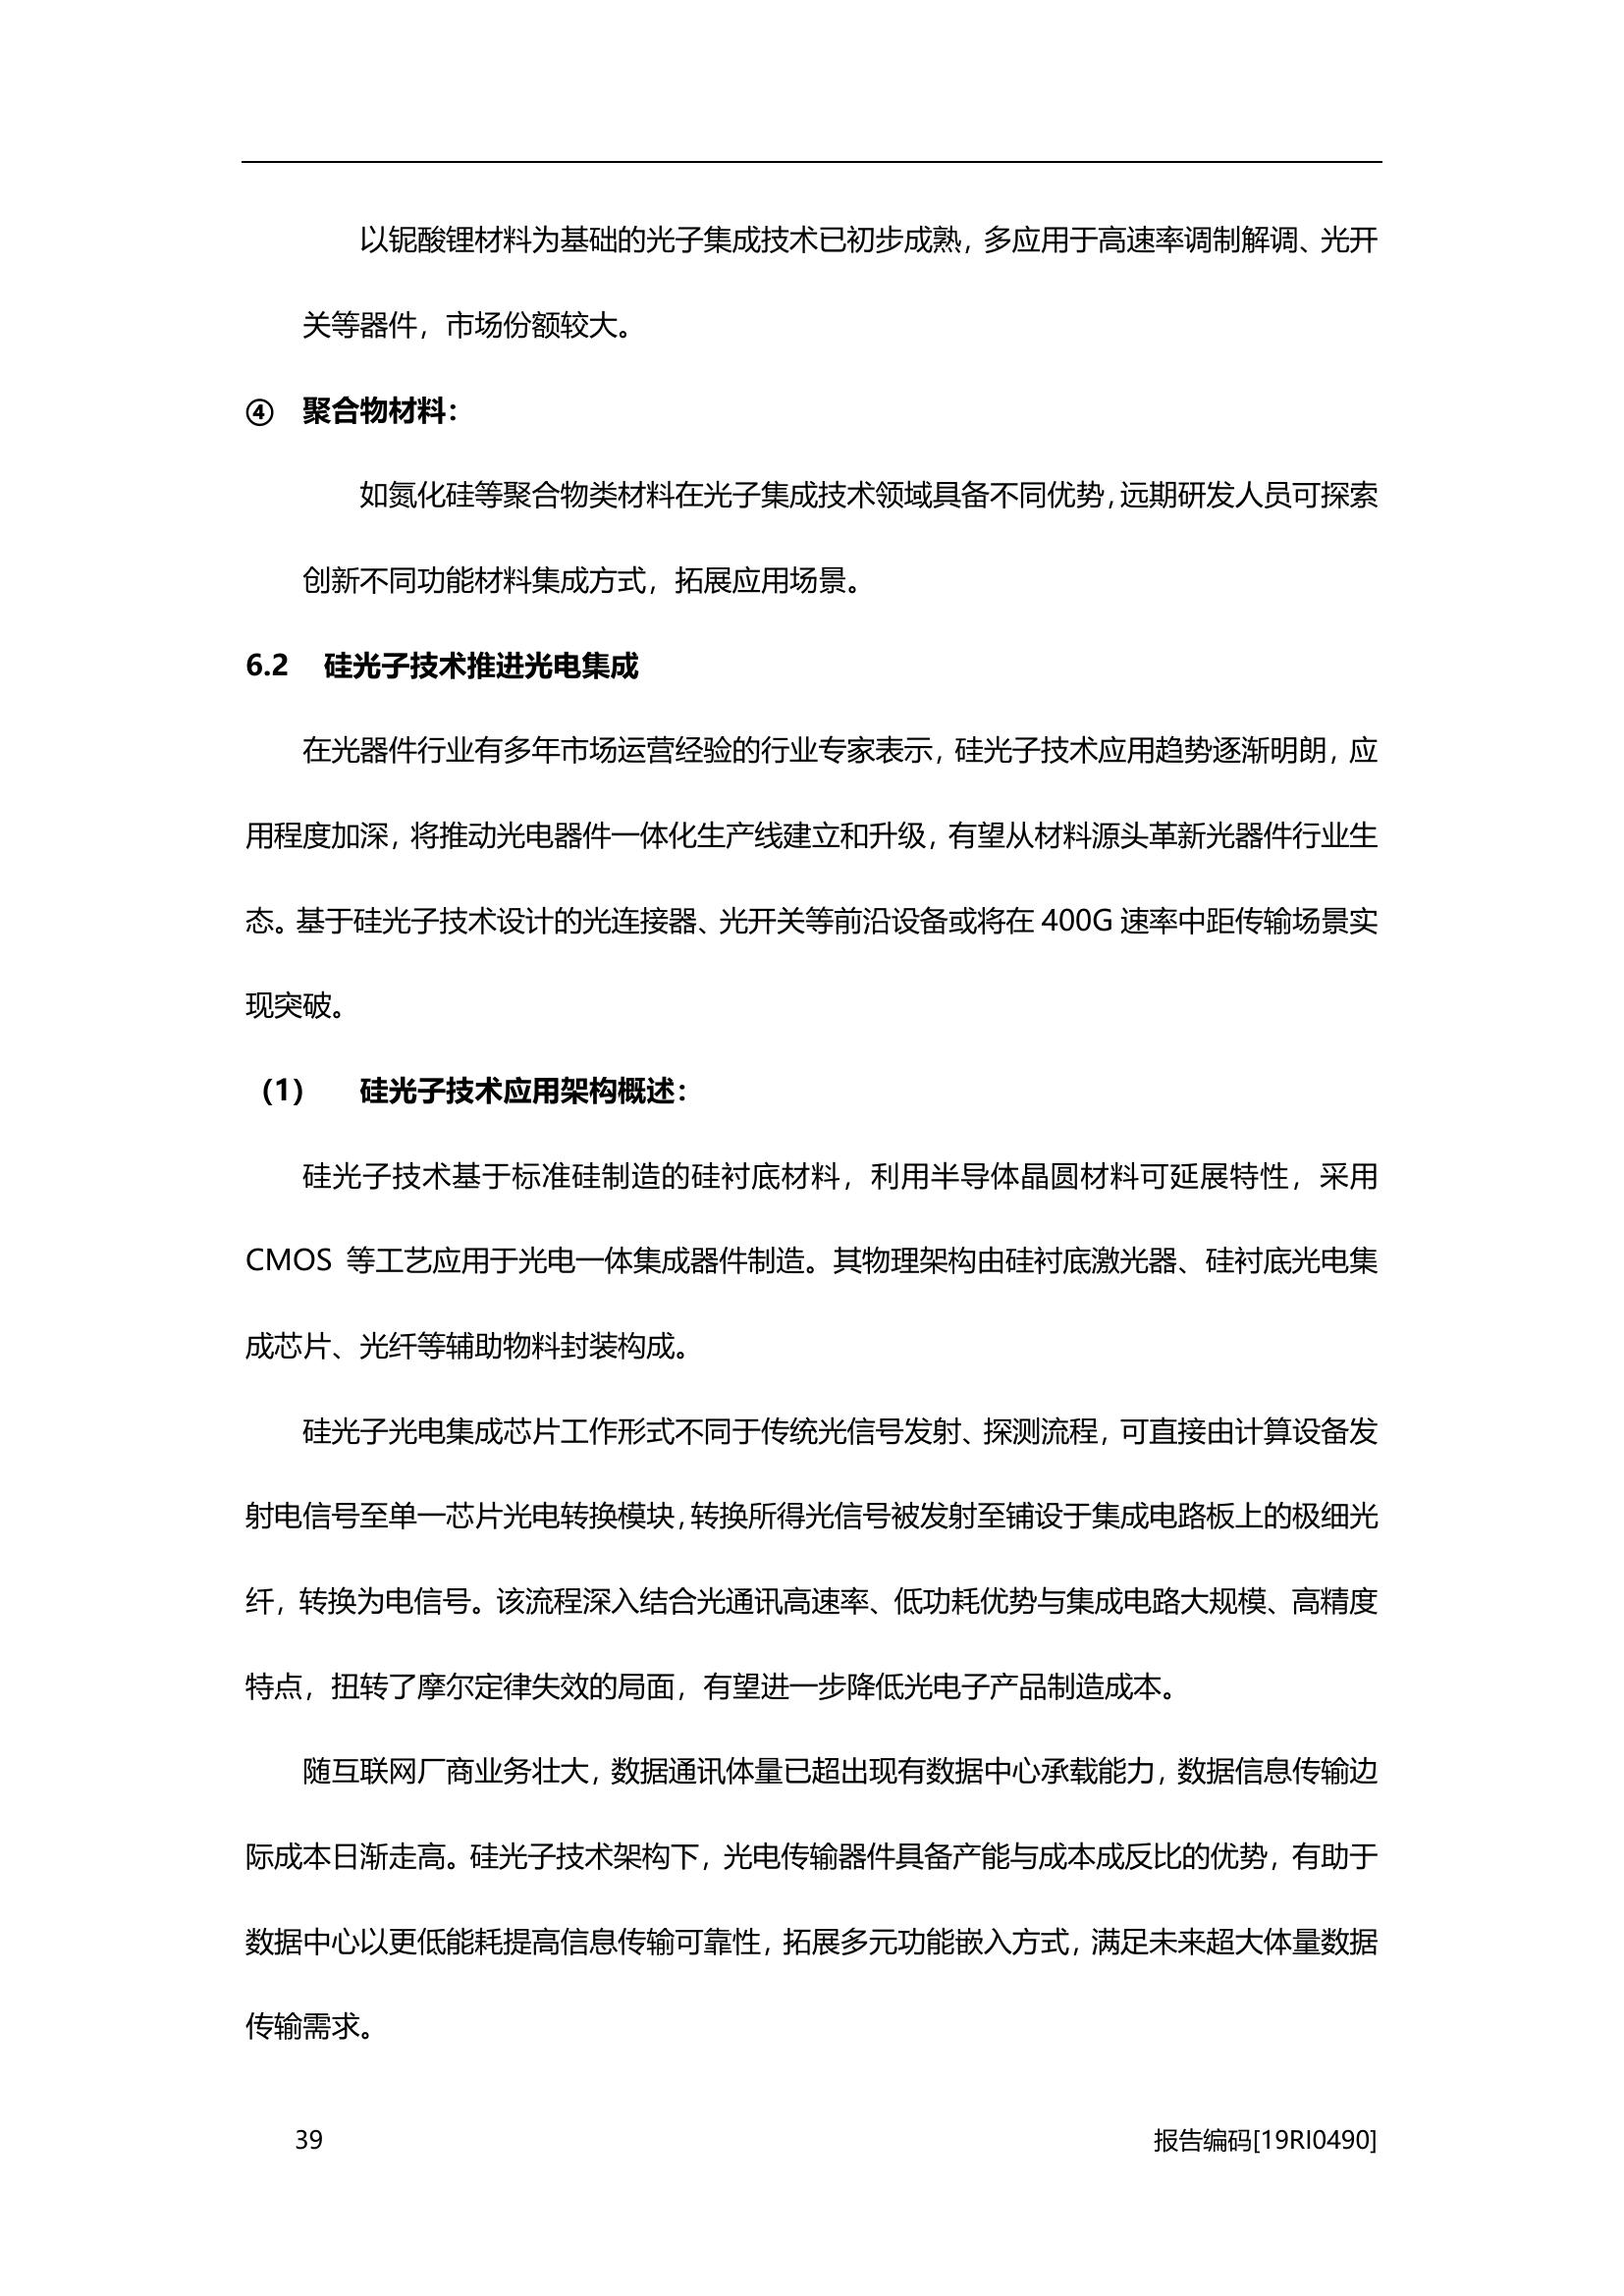 以铌酸锂材料为基础的光子集成技术已初步成熟，多应用于高速率调制解调、光开
关等器件，市场份额较大。
④ 聚合物材料：
如氮化硅等聚合物类材料在光子集成技术领域具备不同优势，远期研发人员可探索
创新不同功能材料集成方式，拓展应用场景。
6.2 硅光子技术推进光电集成
在光器件行业有多年市场运营经验的行业专家表示，硅光子技术应用趋势逐渐明朗，应
用程度加深，将推动光电器件一体化生产线建立和升级，有望从材料源头革新光器件行业生
态。基于硅光子技术设计的光连接器、光开关等前沿设备或将在 400G 速率中距传输场景实
现突破。
（1） 硅光子技术应用架构概述：
硅光子技术基于标准硅制造的硅衬底材料，利用半导体晶圆材料可延展特性，采用
CMOS 等工艺应用于光电一体集成器件制造。其物理架构由硅衬底激光器、硅衬底光电集
成芯片、光纤等辅助物料封装构成。
硅光子光电集成芯片工作形式不同于传统光信号发射、探测流程，可直接由计算设备发
射电信号至单一芯片光电转换模块，转换所得光信号被发射至铺设于集成电路板上的极细光
纤，转换为电信号。该流程深入结合光通讯高速率、低功耗优势与集成电路大规模、高精度
特点，扭转了摩尔定律失效的局面，有望进一步降低光电子产品制造成本。
随互联网厂商业务壮大，数据通讯体量已超出现有数据中心承载能力，数据信息传输边
际成本日渐走高。硅光子技术架构下，光电传输器件具备产能与成本成反比的优势，有助于
数据中心以更低能耗提高信息传输可靠性，拓展多元功能嵌入方式，满足未来超大体量数据
传输需求。
39 报告编码[19RI0490]